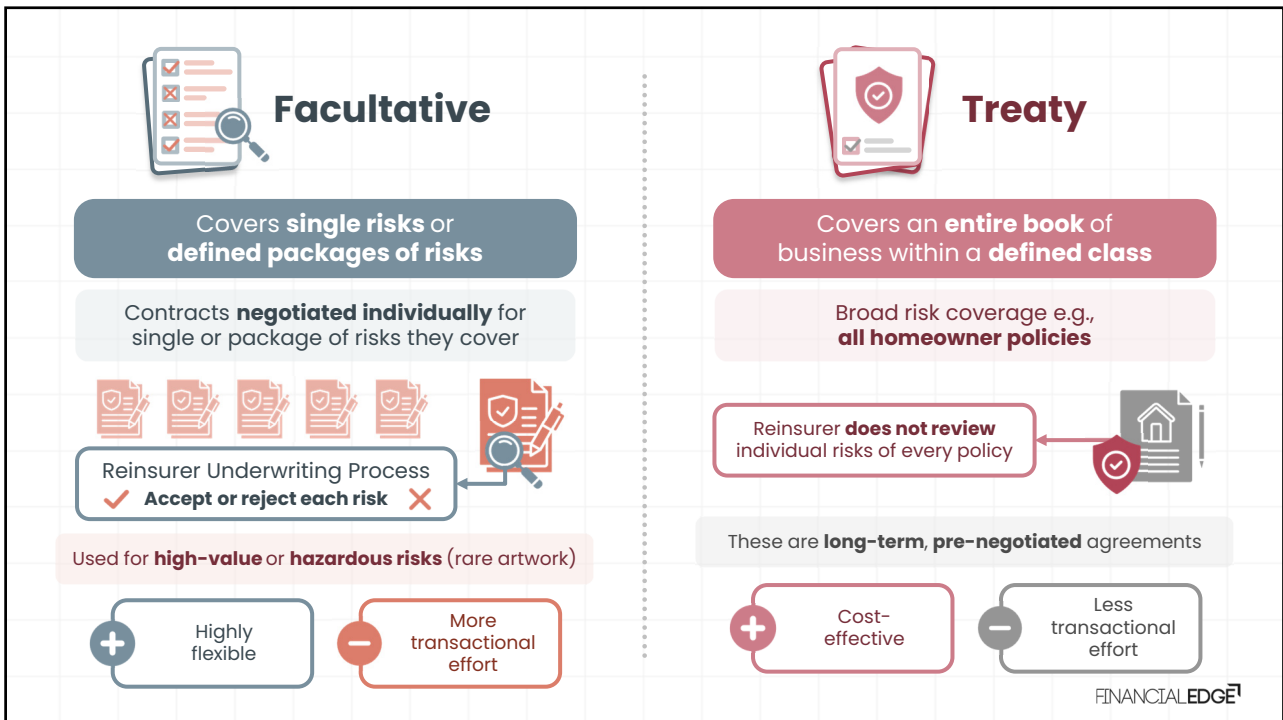 Facultative
Covers single risks or
defined packages of risks
Contracts negotiated individually for
single or package of risks they cover
Reinsurer Underwriting Process
Accept or reject each risk
Used for high-value or hazardous risks (rare artwork)
Highly
flexible
More
transactional
effort
Treaty
Covers an entire book of
business within a defined class
Broad risk coverage e.g.,
all homeowner policies
Reinsurer does not review
individual risks of every policy
These are long-term, pre-negotiated agreements
Cost-
effective
Less
transactional
effort
FINANCIALEDGE